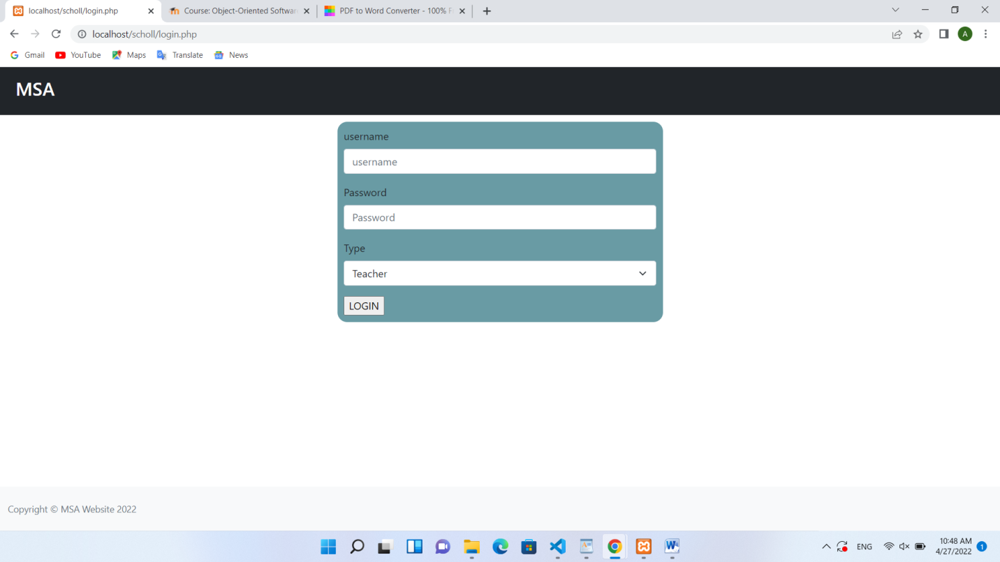 localhost/scholl/login.php
Course: Object-Oriented Software
PDF to Word Converter - 100% F
localhost/scholl/login.php
A
Gmail
YouTube
Maps
Translate
News
MSA
username
username
Password
Password
Type
Teacher
LOGIN
Copyright © MSA Website 2022
ENG
10:48 AM
4/27/2022
1